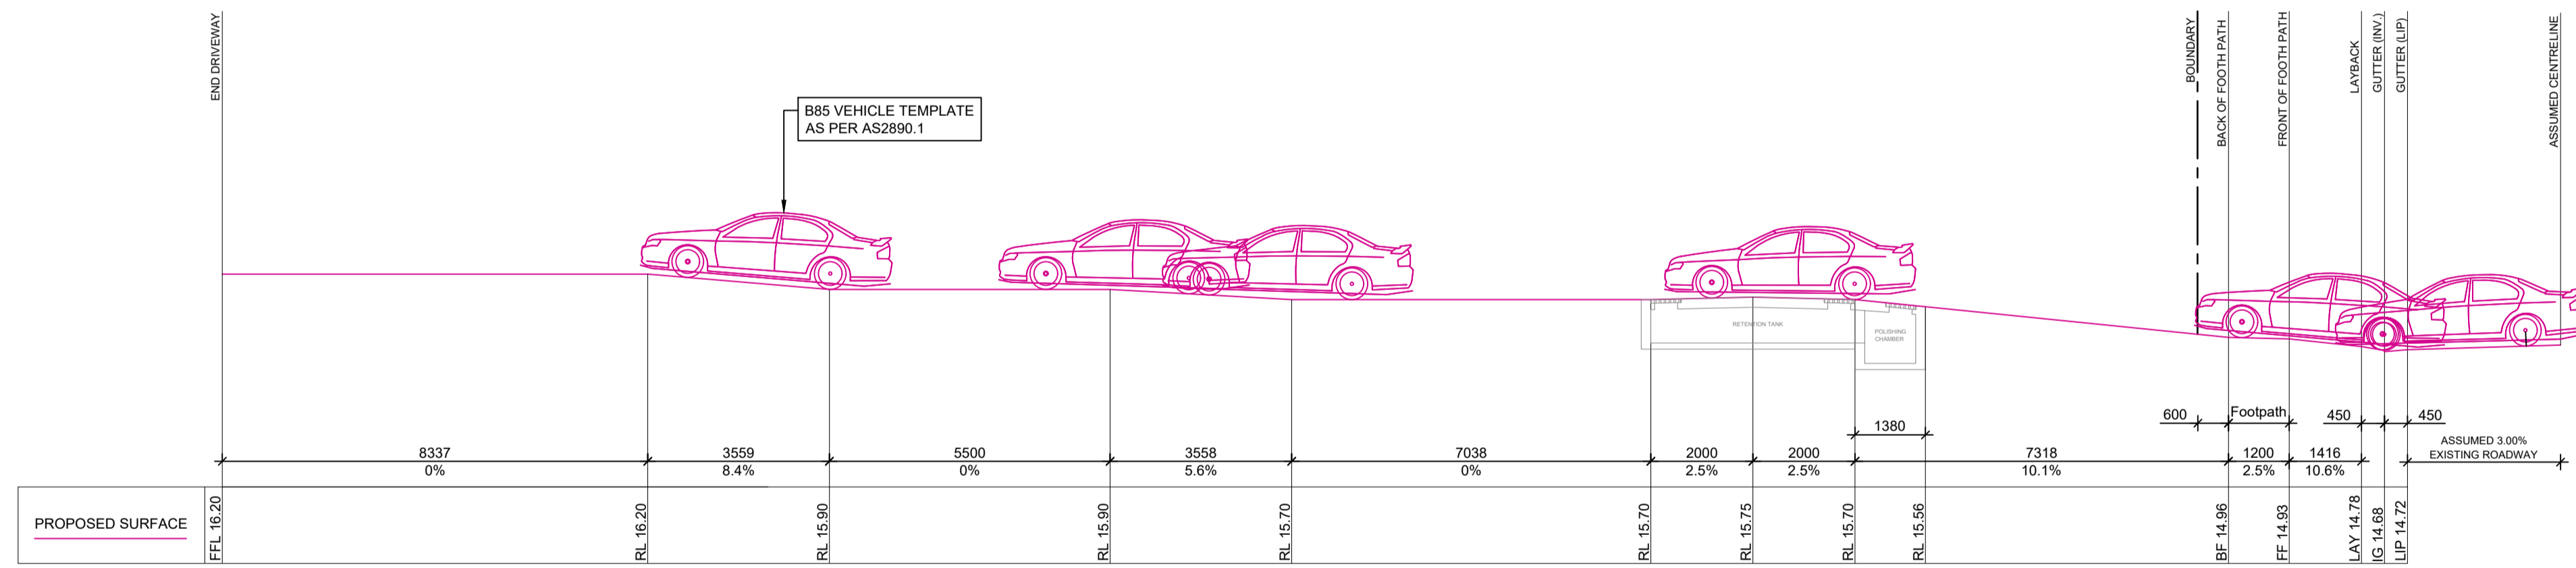 END DRIVEWAY
BOUNDARY
BACK OF FOOTH PATH
FRONT OF FOOTH PATH
LAYBACK
GUTTER (INV.)
GUTTER (LIP)
ASSUMED CENTRELINE
B85 VEHICLE TEMPLATE
AS PER AS2890.1
RETENTION TANK
POLISHING
CHAMBER
600
Footpath
450
450
1380
8337
3559
5500
3558
7038
2000
2000
7318
1200
1416
ASSUMED 3.00%
EXISTING ROADWAY
0%
8.4%
0%
5.6%
0%
2.5%
2.5%
10.1%
2.5%
10.6%
PROPOSED SURFACE
FFL 16.20
RL 16.20
RL 15.90
RL 15.90
RL 15.70
RL 15.70
RL 15.75
RL 15.70
RL 15.56
BF 14.96
FF 14.93
LAY 14.78
IG 14.68
LIP 14.72